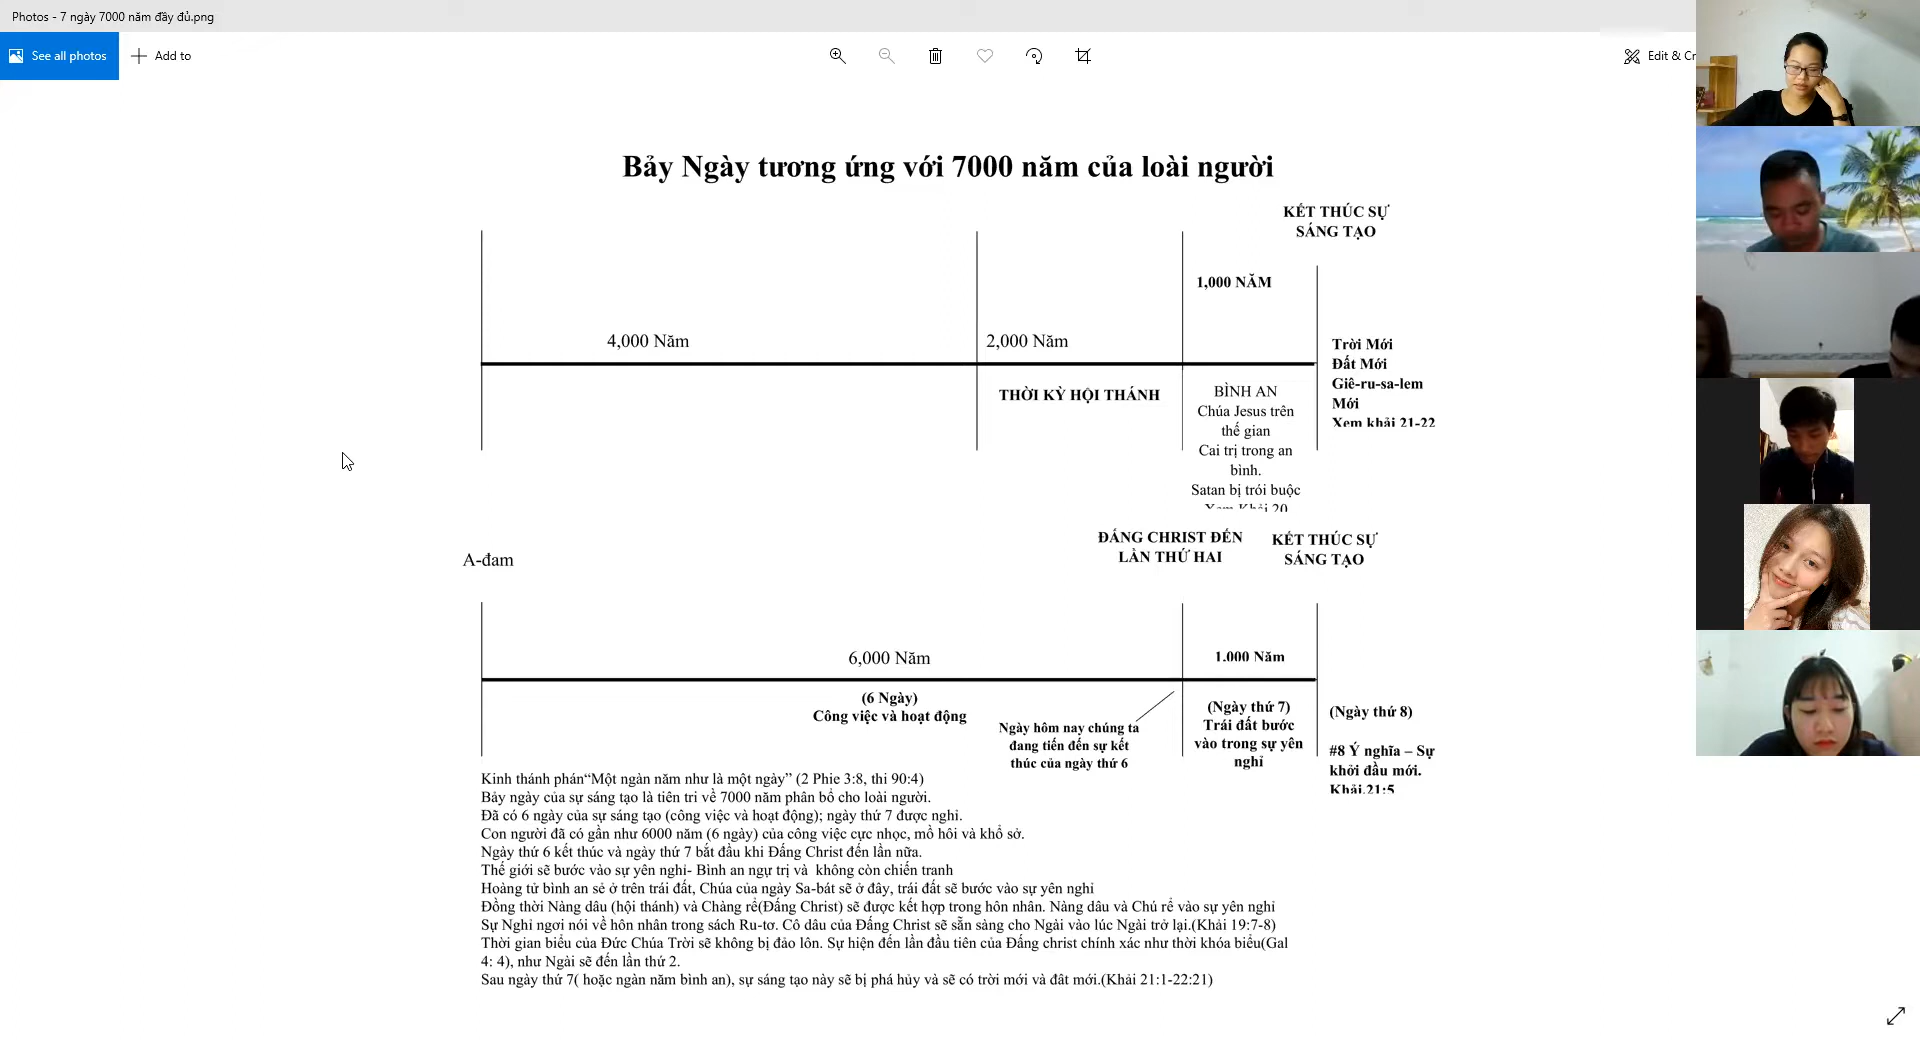 Photos - 7 ngày 7000 năm đầy đủ.png
See all photos
Add to
Edit & Cr
Bảy Ngày tương ứng với 7000 năm của loài người
KẾT THÚC SỰ
SÁNG TẠO
1,000 NĂM
4,000 Năm
2,000 Năm
THỜI KỲ HỘI THÁNH
BÌNH AN
Chúa Jesus trên
thế gian
Cai trị trong an
bình.
Satan bị trói buộc
Xem Khải 20
Trời Mới
Đất Mới
Giê-ru-sa-lem
Mới
Xem khải 21-22
A-đam
ĐẤNG CHRIST ĐẾN
LẦN THỨ HAI
KẾT THÚC SỰ
SÁNG TẠO
6,000 Năm
1.000 Năm
(6 Ngày)
Công việc và hoạt động
Ngày hôm nay chúng ta
đang tiến đến sự kết
thúc của ngày thứ 6
(Ngày thứ 7)
Trái đất bước
vào trong sự yên
nghỉ
(Ngày thứ 8)
#8 Ý nghĩa – Sự
khởi đầu mới.
Khải.21:5
Kinh thánh phán“Một ngàn năm như là một ngày” (2 Phie 3:8, thi 90:4)
Bảy ngày của sự sáng tạo là tiên tri về 7000 năm phân bổ cho loài người.
Đã có 6 ngày của sự sáng tạo (công việc và hoạt động); ngày thứ 7 được nghỉ.
Con người đã có gần như 6000 năm (6 ngày) của công việc cực nhọc, mồ hôi và khổ sở.
Ngày thứ 6 kết thúc và ngày thứ 7 bắt đầu khi Đấng Christ đến lần nữa.
Thế giới sẽ bước vào sự yên nghỉ- Bình an ngự trị và không còn chiến tranh
Hoàng tử bình an sẻ ở trên trái đất, Chúa của ngày Sa-bát sẽ ở đây, trái đất sẽ bước vào sự yên nghỉ
Đồng thời Nàng dâu (hội thánh) và Chàng rể(Đấng Christ) sẽ được kết hợp trong hôn nhân. Nàng dâu và Chú rể vào sự yên nghỉ
Sự Nghỉ ngơi nói về hôn nhân trong sách Ru-tơ. Cô dâu của Đấng Christ sẽ sẵn sàng cho Ngài vào lúc Ngài trở lại.(Khải 19:7-8)
Thời gian biểu của Đức Chúa Trời sẽ không bị đảo lôn. Sự hiện đến lần đầu tiên của Đấng christ chính xác như thời khóa biểu(Gal
4: 4), như Ngài sẽ đến lần thứ 2.
Sau ngày thứ 7( hoặc ngàn năm bình an), sự sáng tạo này sẽ bị phá hủy và sẽ có trời mới và đât mới.(Khải 21:1-22:21)